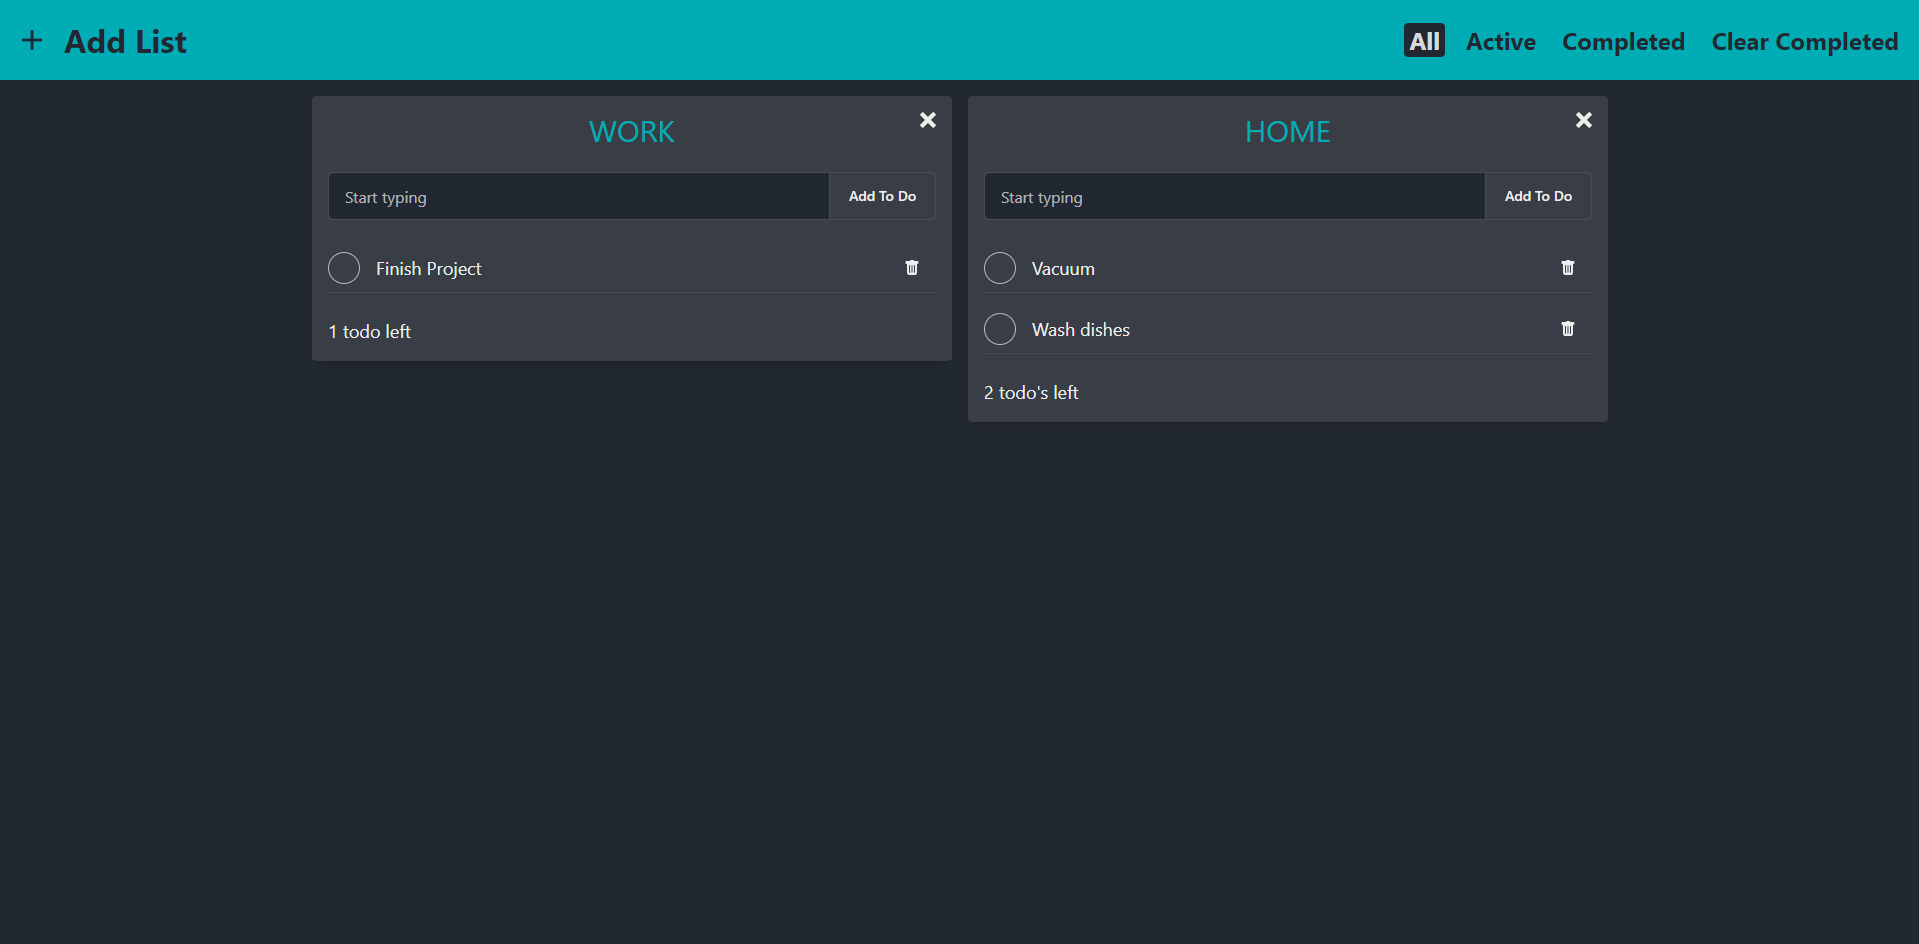 Add List
All Active Completed Clear Completed
WORK
Start typing Add To Do
Finish Project
1 todo left
HOME
Start typing Add To Do
Vacuum
Wash dishes
2 todo's left